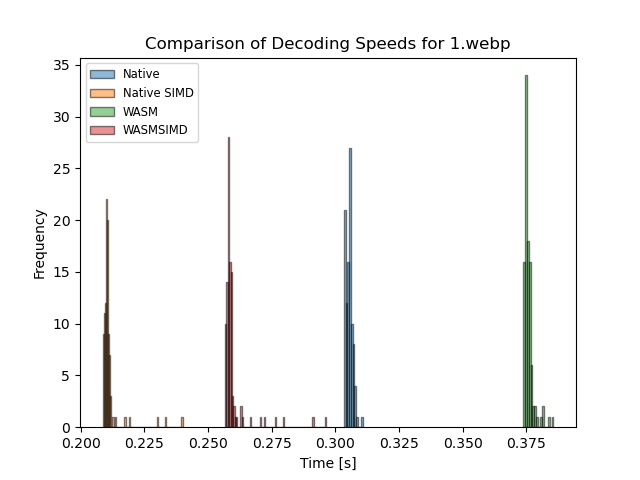 Comparison of Decoding Speeds for 1.webp
35
30
25
20
15
10
5
0
Frequency
Native
Native SIMD
WASM
WASMSIMD
0.200 0.225 0.250 0.275 0.300 0.325 0.350 0.375
Time [s]